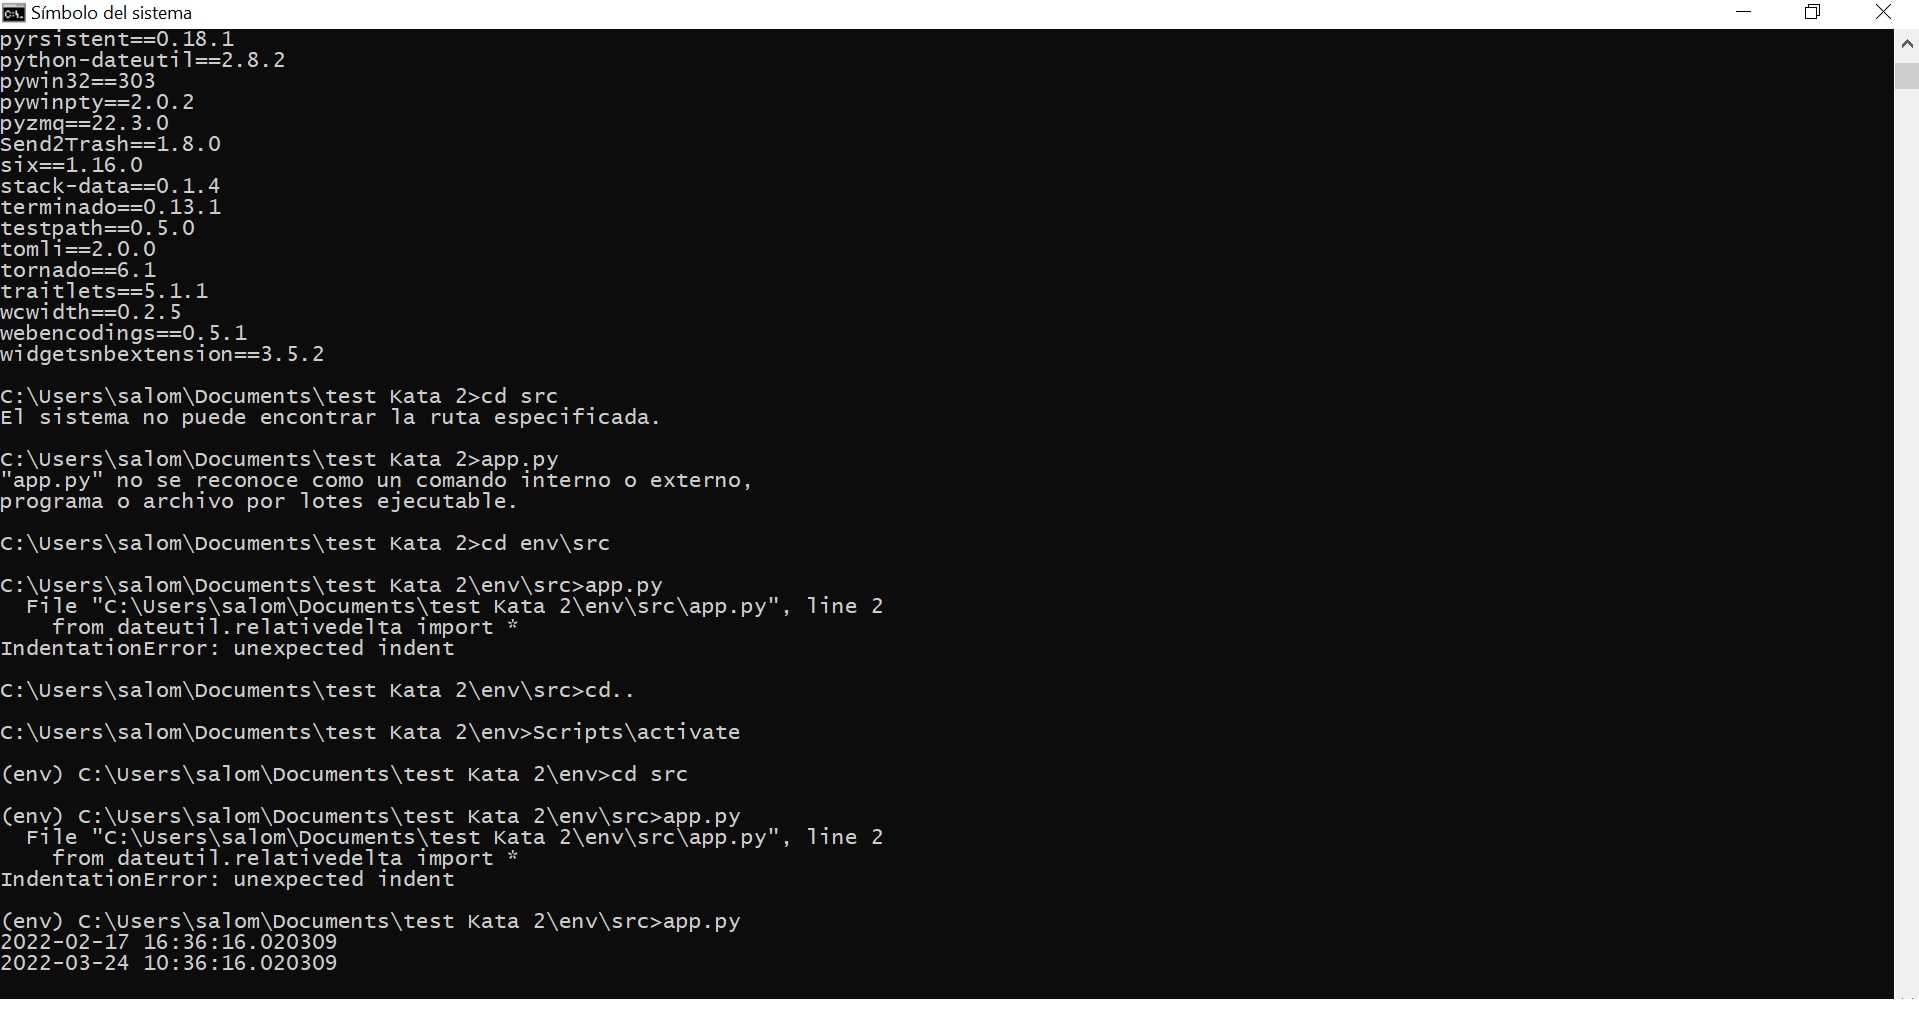 Símbolo del sistema
pyrsistent==0.18.1
python-dateutil==2.8.2
pywin32==303
pywinpty==2.0.2
pyzmq==22.3.0
Send2Trash==1.8.0
six==1.16.0
stack-data==0.1.4
terminado==0.13.1
testpath==0.5.0
tomli==2.0.0
tornado==6.1
traitlets==5.1.1
wcwidth==0.2.5
webencodings==0.5.1
widgetsnbextension==3.5.2
C:\Users\salom\Documents\test Kata 2>cd src
El sistema no puede encontrar la ruta especificada.
C:\Users\salom\Documents\test Kata 2>app.py
"app.py" no se reconoce como un comando interno o externo,
programa o archivo por lotes ejecutable.
C:\Users\salom\Documents\test Kata 2>cd env\src
C:\Users\salom\Documents\test Kata 2\env\src>app.py
  File "C:\Users\salom\Documents\test Kata 2\env\src\app.py", line 2
    from dateutil.relativedelta import *
IndentationError: unexpected indent
C:\Users\salom\Documents\test Kata 2\env\src>cd..
C:\Users\salom\Documents\test Kata 2\env>Scripts\activate
(env) C:\Users\salom\Documents\test Kata 2\env>cd src
(env) C:\Users\salom\Documents\test Kata 2\env\src>app.py
  File "C:\Users\salom\Documents\test Kata 2\env\src\app.py", line 2
    from dateutil.relativedelta import *
IndentationError: unexpected indent
(env) C:\Users\salom\Documents\test Kata 2\env\src>app.py
2022-02-17 16:36:16.020309
2022-03-24 10:36:16.020309